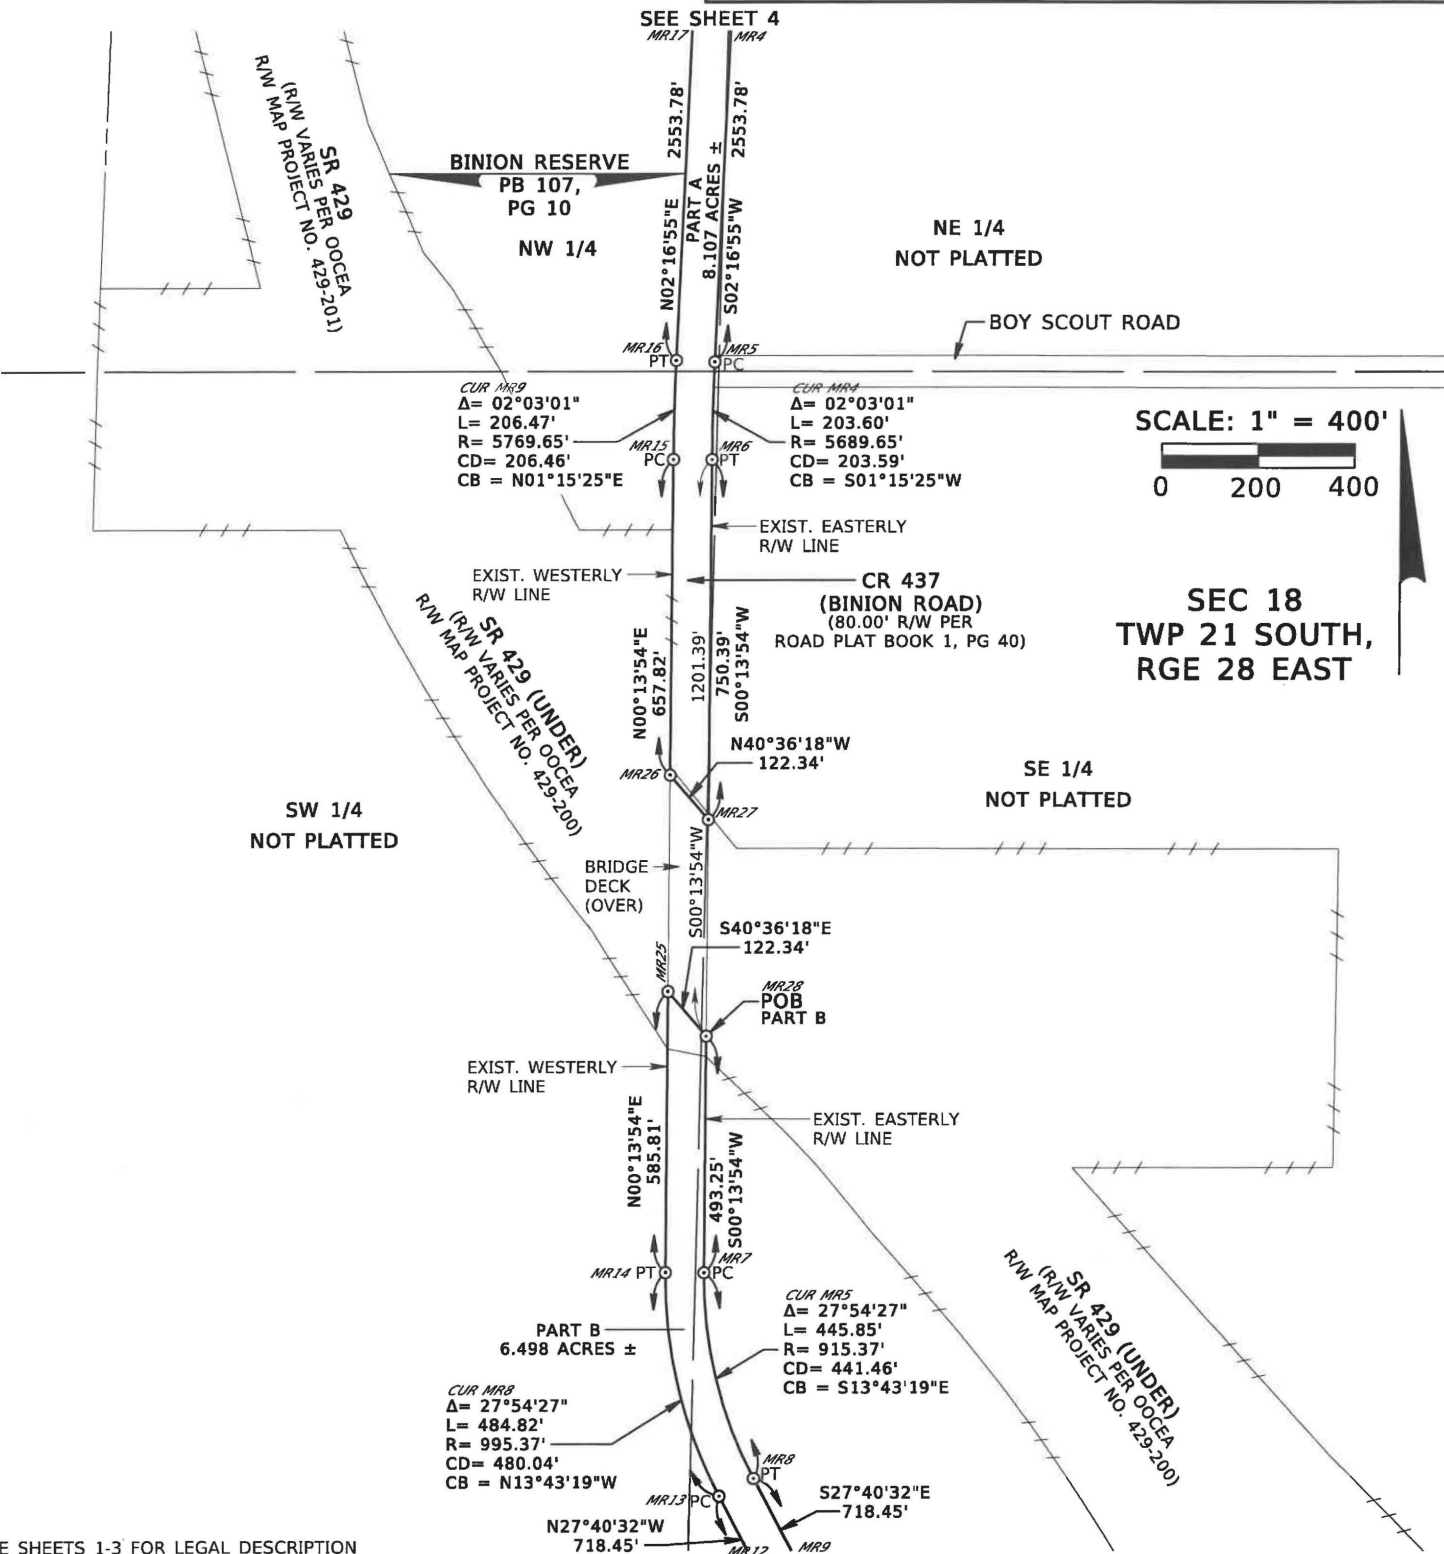 SEE SHEET 4
MR17
MR4
2553.78'
2553.78'
SR 429
(R/W VARIES PER OOCEA
R/W MAP PROJECT NO. 429-201)
BINION RESERVE
PB 107,
PG 10
NW 1/4
N02°16'55"E
PART A
8.107 ACRES ±
S02°16'55"W
NE 1/4
NOT PLATTED
BOY SCOUT ROAD
MR16
PT
MR5
PC
CUR MR9
Δ= 02°03'01"
L= 206.47'
R= 5769.65'
CD= 206.46'
CB = N01°15'25"E
CUR MR4
Δ= 02°03'01"
L= 203.60'
R= 5689.65'
CD= 203.59'
CB = S01°15'25"W
MR15
PC
MR6
PT
SCALE: 1" = 400'
0 200 400
EXIST. EASTERLY
R/W LINE
EXIST. WESTERLY
R/W LINE
CR 437
(BINION ROAD)
(80.00' R/W PER
ROAD PLAT BOOK 1, PG 40)
SEC 18
TWP 21 SOUTH,
RGE 28 EAST
SR 429 (UNDER)
(R/W VARIES PER OOCEA
R/W MAP PROJECT NO. 429-200)
N00°13'54"E
657.82'
1201.39'
750.39'
S00°13'54"W
N40°36'18"W
122.34'
MR26
MR27
SE 1/4
NOT PLATTED
SW 1/4
NOT PLATTED
BRIDGE
DECK
(OVER)
S00°13'54"W
S40°36'18"E
122.34'
MR25
MR28
POB
PART B
EXIST. WESTERLY
R/W LINE
EXIST. EASTERLY
R/W LINE
N00°13'54"E
585.81'
493.25'
S00°13'54"W
MR14 PT
MR7
PC
CUR MR5
Δ= 27°54'27"
L= 445.85'
R= 915.37'
CD= 441.46'
CB = S13°43'19"E
PART B
6.498 ACRES ±
SR 429 (UNDER)
(R/W VARIES PER OOCEA
R/W MAP PROJECT NO. 429-200)
CUR MR8
Δ= 27°54'27"
L= 484.82'
R= 995.37'
CD= 480.04'
CB = N13°43'19"W
MR8
PT
MR13 PC
S27°40'32"E
718.45'
N27°40'32"W
718.45'
MR12
MR9
E SHEETS 1-3 FOR LEGAL DESCRIPTION